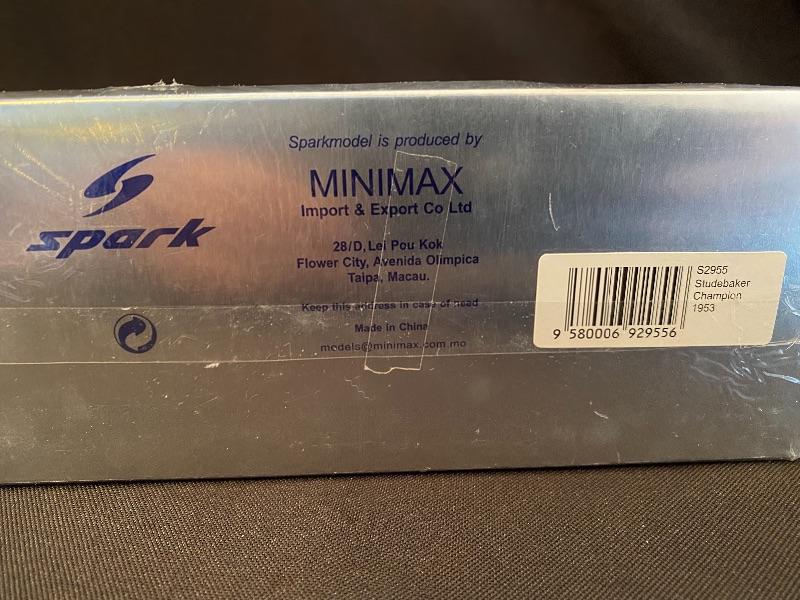 spark
Sparkmodel is produced by
MINIMAX
Import & Export Co Ltd
28/D, Lei Pou Kok
Flower City, Avenida Olimpica
Taipa, Macau.
Keep this address in case of need
Made in China
models@minimax.com.mo
S2955
Studebaker
Champion
1953
9 580006 929556